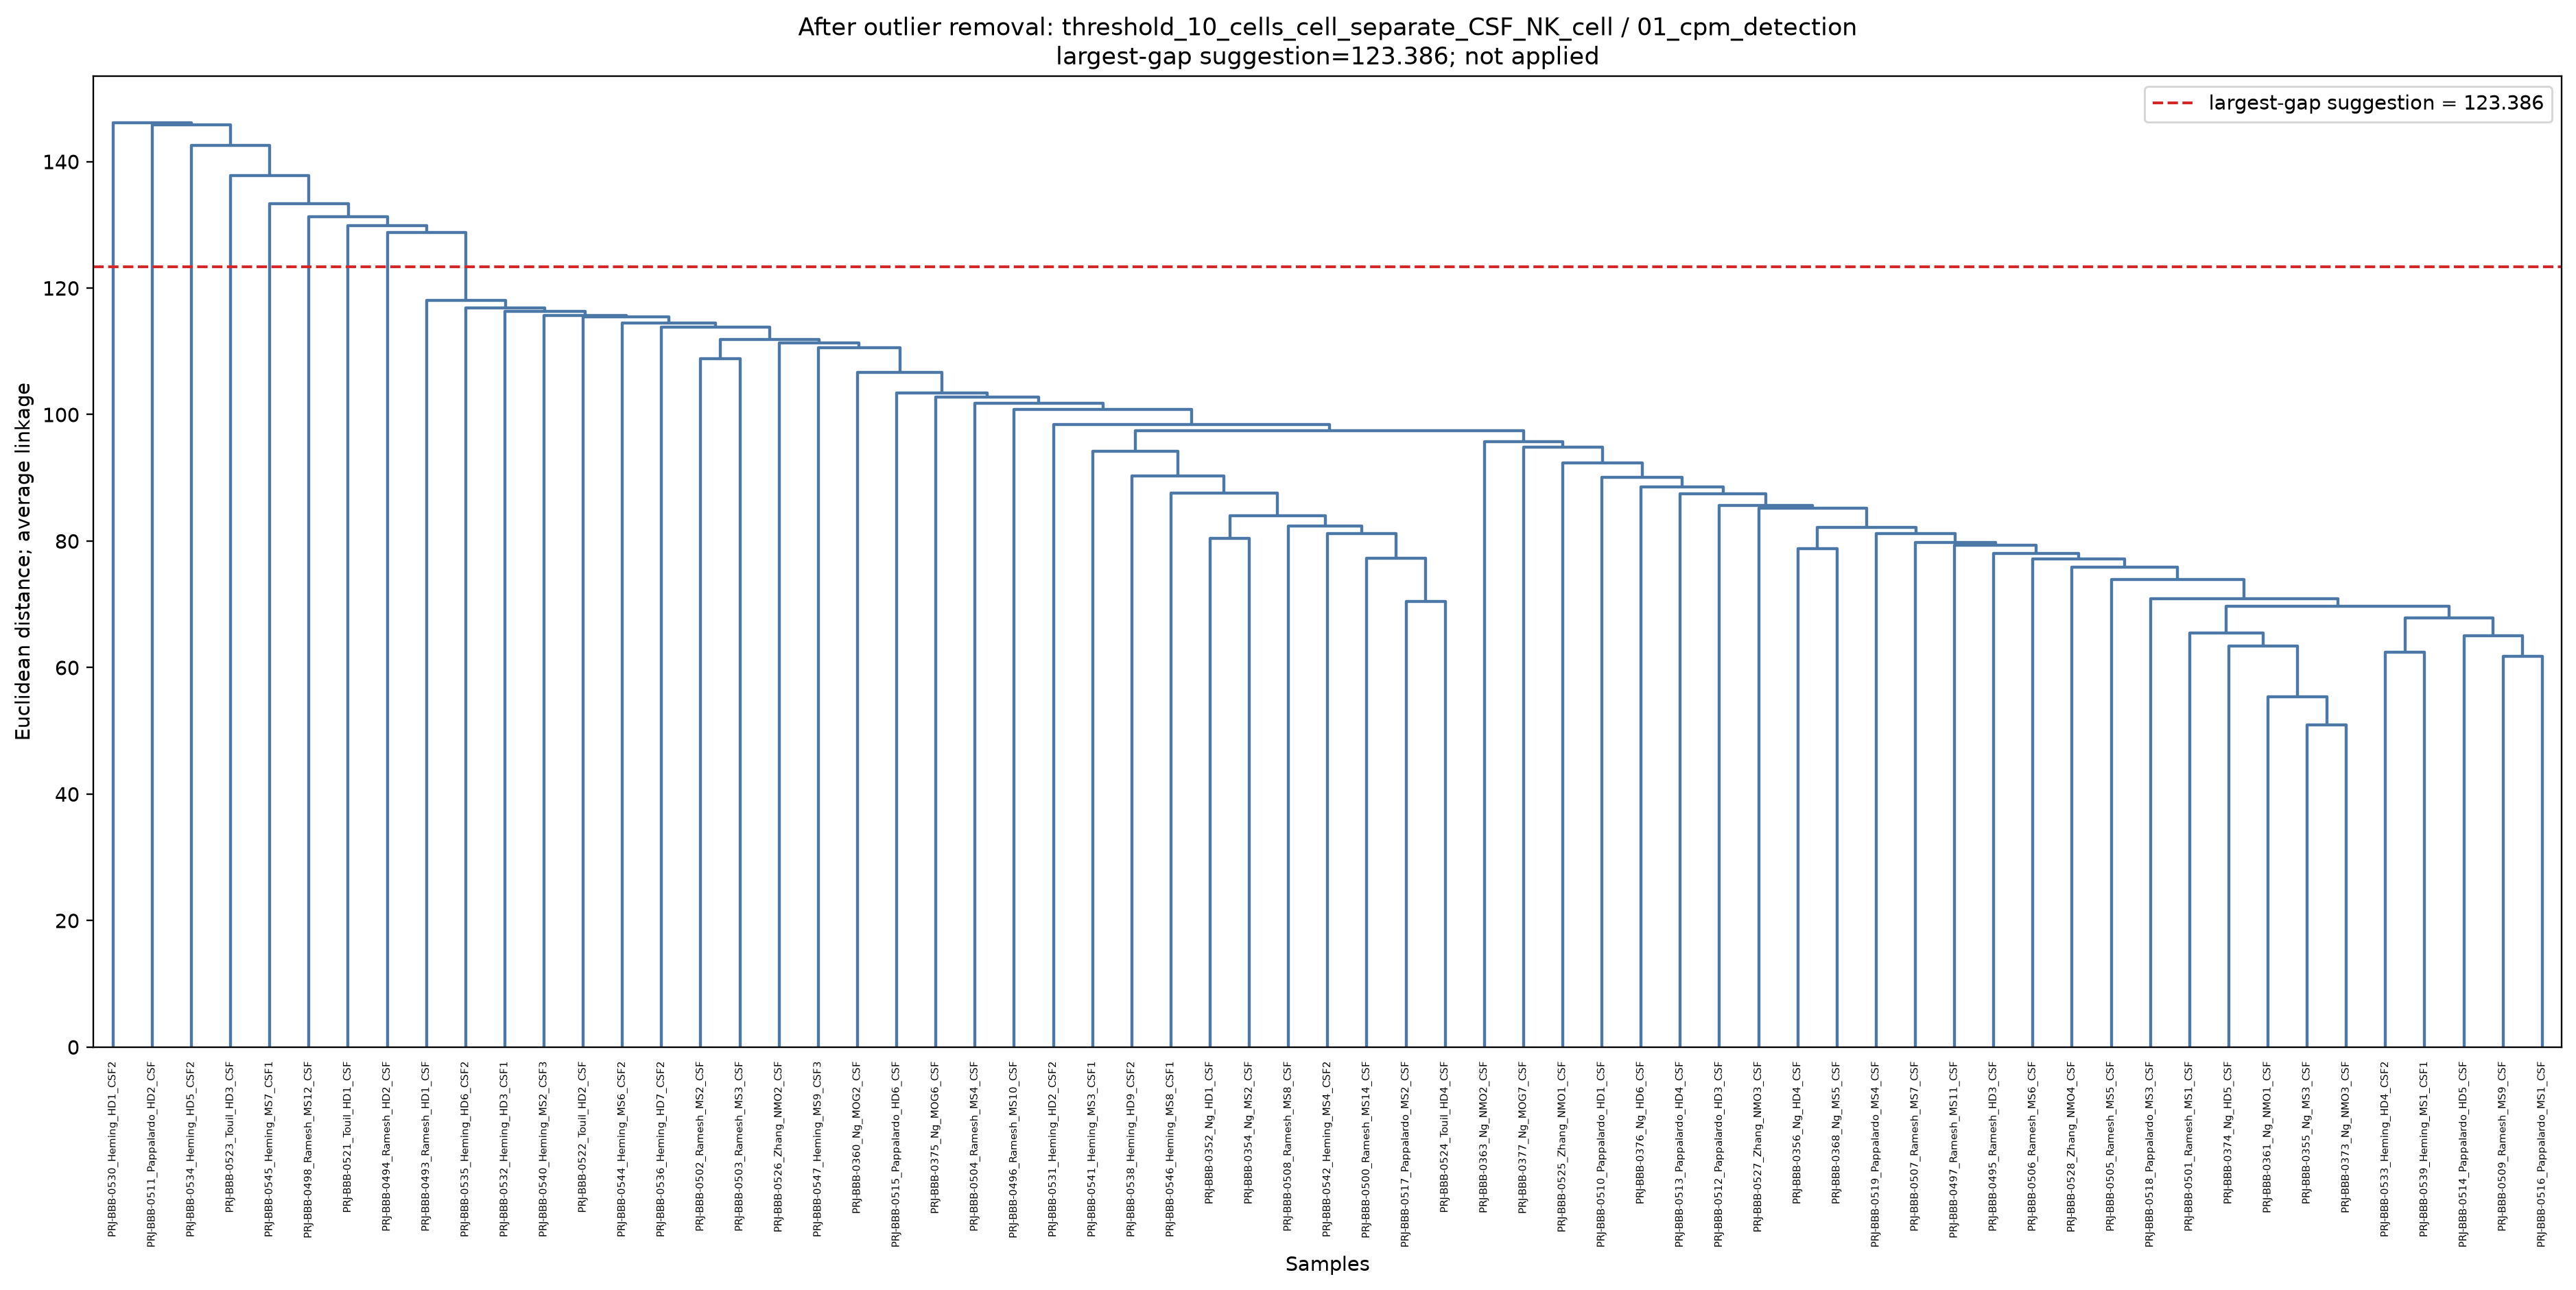 After outlier removal: threshold_10_cells_cell_separate_CSF_NK_cell / 01_cpm_detection
largest-gap suggestion=123.386; not applied
largest-gap suggestion = 123.386
Euclidean distance; average linkage
140
120
100
80
60
40
20
0
PRJ-BBB-0530_Heming_HD1_CSF2
PRJ-BBB-0511_Pappalardo_HD2_CSF
PRJ-BBB-0534_Heming_HD5_CSF2
PRJ-BBB-0523_Touil_HD3_CSF
PRJ-BBB-0545_Heming_MS7_CSF1
PRJ-BBB-0498_Ramesh_MS12_CSF
PRJ-BBB-0521_Touil_HD1_CSF
PRJ-BBB-0494_Ramesh_HD2_CSF
PRJ-BBB-0493_Ramesh_HD1_CSF
PRJ-BBB-0535_Heming_HD6_CSF2
PRJ-BBB-0532_Heming_HD3_CSF1
PRJ-BBB-0540_Heming_MS2_CSF3
PRJ-BBB-0522_Touil_HD2_CSF
PRJ-BBB-0544_Heming_MS6_CSF2
PRJ-BBB-0536_Heming_HD7_CSF2
PRJ-BBB-0502_Ramesh_MS2_CSF
PRJ-BBB-0503_Ramesh_MS3_CSF
PRJ-BBB-0526_Zhang_NMO2_CSF
PRJ-BBB-0547_Heming_MS9_CSF3
PRJ-BBB-0360_Ng_MOG2_CSF
PRJ-BBB-0515_Pappalardo_HD6_CSF
PRJ-BBB-0375_Ng_MOG6_CSF
PRJ-BBB-0504_Ramesh_MS4_CSF
PRJ-BBB-0496_Ramesh_MS10_CSF
PRJ-BBB-0531_Heming_HD2_CSF2
PRJ-BBB-0541_Heming_MS3_CSF1
PRJ-BBB-0538_Heming_HD9_CSF2
PRJ-BBB-0546_Heming_MS8_CSF1
PRJ-BBB-0352_Ng_HD1_CSF
PRJ-BBB-0354_Ng_MS2_CSF
PRJ-BBB-0508_Ramesh_MS8_CSF
PRJ-BBB-0542_Heming_MS4_CSF2
PRJ-BBB-0500_Ramesh_MS14_CSF
PRJ-BBB-0517_Pappalardo_MS2_CSF
PRJ-BBB-0524_Touil_HD4_CSF
PRJ-BBB-0363_Ng_NMO2_CSF
PRJ-BBB-0377_Ng_MOG7_CSF
PRJ-BBB-0525_Zhang_NMO1_CSF
PRJ-BBB-0510_Pappalardo_HD1_CSF
PRJ-BBB-0376_Ng_HD6_CSF
PRJ-BBB-0513_Pappalardo_HD4_CSF
PRJ-BBB-0512_Pappalardo_HD3_CSF
PRJ-BBB-0527_Zhang_NMO3_CSF
PRJ-BBB-0356_Ng_HD4_CSF
PRJ-BBB-0368_Ng_MS5_CSF
PRJ-BBB-0519_Pappalardo_MS4_CSF
PRJ-BBB-0507_Ramesh_MS7_CSF
PRJ-BBB-0497_Ramesh_MS11_CSF
PRJ-BBB-0495_Ramesh_HD3_CSF
PRJ-BBB-0506_Ramesh_MS6_CSF
PRJ-BBB-0528_Zhang_NMO4_CSF
PRJ-BBB-0505_Ramesh_MS5_CSF
PRJ-BBB-0518_Pappalardo_MS3_CSF
PRJ-BBB-0501_Ramesh_MS1_CSF
PRJ-BBB-0374_Ng_HD5_CSF
PRJ-BBB-0361_Ng_NMO1_CSF
PRJ-BBB-0355_Ng_MS3_CSF
PRJ-BBB-0373_Ng_NMO3_CSF
PRJ-BBB-0533_Heming_HD4_CSF2
PRJ-BBB-0539_Heming_MS1_CSF1
PRJ-BBB-0514_Pappalardo_HD5_CSF
PRJ-BBB-0509_Ramesh_MS9_CSF
PRJ-BBB-0516_Pappalardo_MS1_CSF
Samples